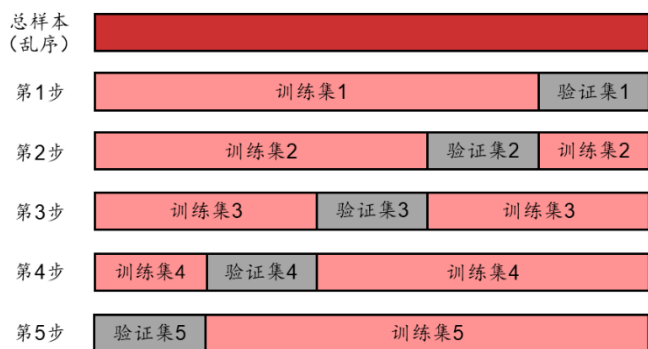 总样本
（乱序）
第1步 训练集1 验证集1
第2步 训练集2 验证集2 训练集2
第3步 训练集3 验证集3 训练集3
第4步 训练集4 验证集4 训练集4
第5步 验证集5 训练集5